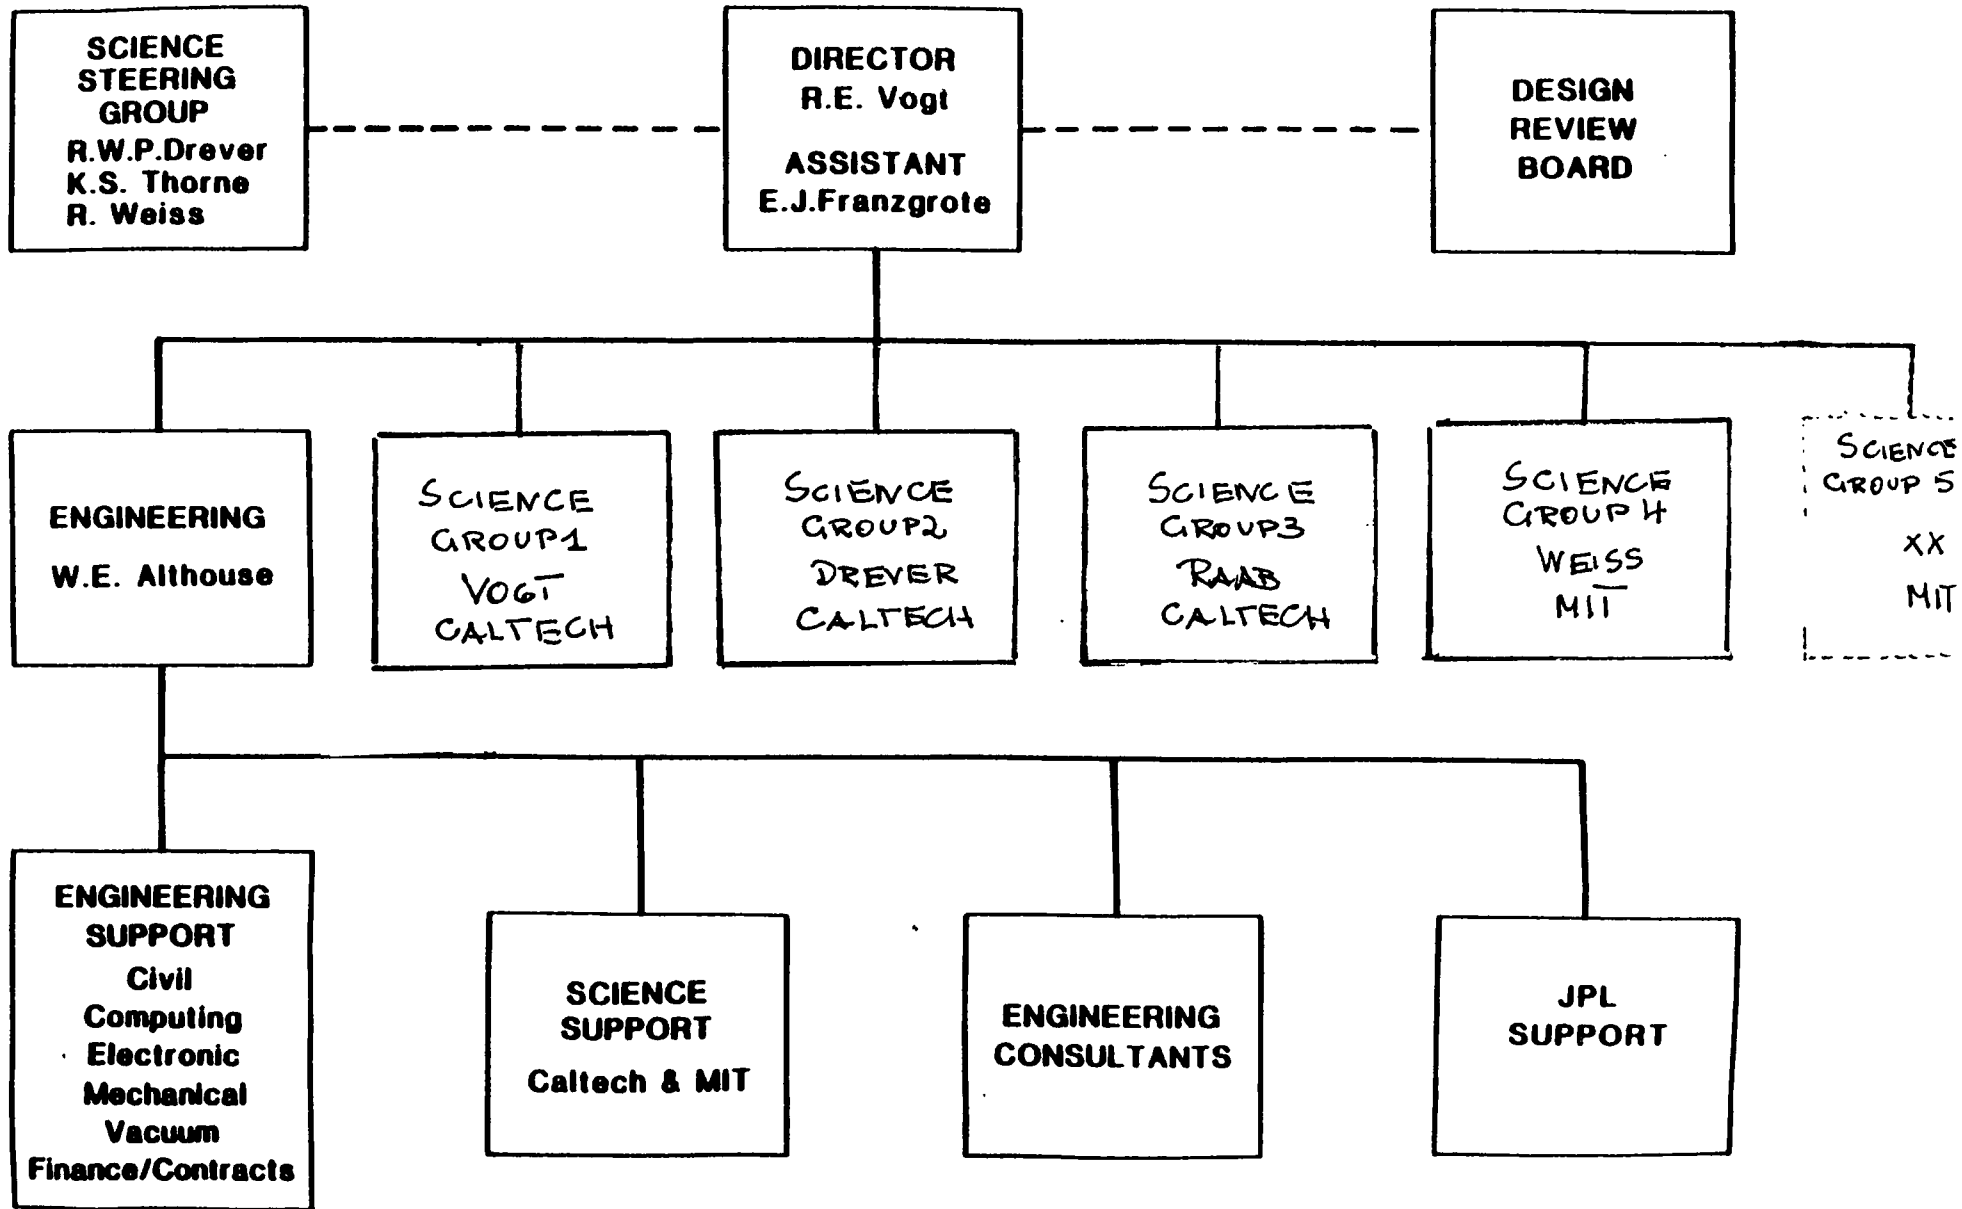 SCIENCE
STEERING
GROUP
R.W.P.Drever
K.S. Thorne
R. Weiss
DIRECTOR
R.E. Vogt
ASSISTANT
E.J.Franzgrote
DESIGN
REVIEW
BOARD
ENGINEERING
W.E. Althouse
SCIENCE
GROUP1
VOGT
CALTECH
SCIENCE
GROUP2
DREVER
CALTECH
SCIENCE
GROUP3
RAAB
CALTECH
SCIENCE
GROUP 4
WEISS
MIT
SCIENCE
GROUP 5
XX
MIT
ENGINEERING
SUPPORT
Civil
Computing
Electronic
Mechanical
Vacuum
Finance/Contracts
SCIENCE
SUPPORT
Caltech & MIT
ENGINEERING
CONSULTANTS
JPL
SUPPORT